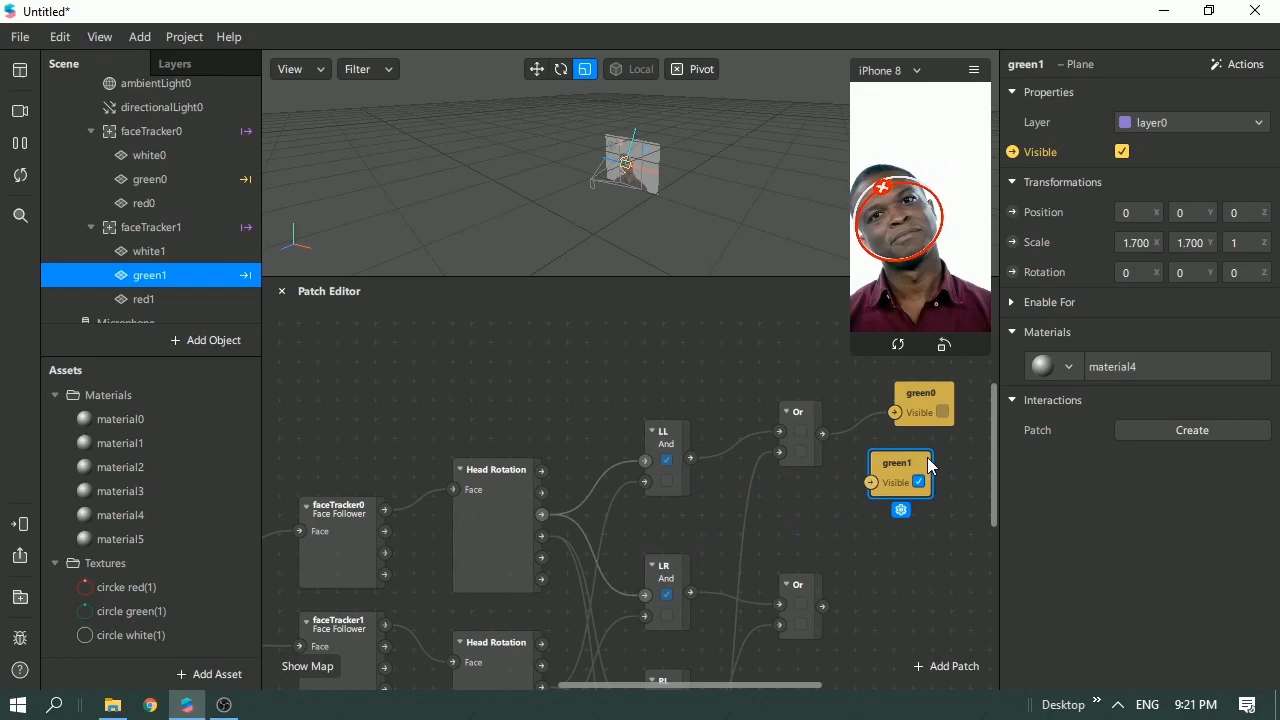 Untitled*
File Edit View Add Project Help
Scene Layers
ambientLight0
directionalLight0
faceTracker0
white0
green0
red0
faceTracker1
white1
green1
red1
Microphone
+ Add Object
Assets
Materials
material0
material1
material2
material3
material4
material5
Textures
circke red(1)
circle green(1)
circle white(1)
+ Add Asset
View Filter Local Pivot
iPhone 8
Patch Editor
green0
Visible
green1
Visible
LL
And
Or
Head Rotation
Face
faceTracker0
Face Follower
Face
LR
And
Or
faceTracker1
Face Follower
Face
Head Rotation
Face
RL
Show Map
+ Add Patch
green1 – Plane Actions
Properties
Layer layer0
Visible
Transformations
Position 0 X 0 Y 0 Z
Scale 1.700 X 1.700 Y 1 Z
Rotation 0 X 0 Y 0 Z
Enable For
Materials
material4
Interactions
Patch Create
Desktop ENG 9:21 PM